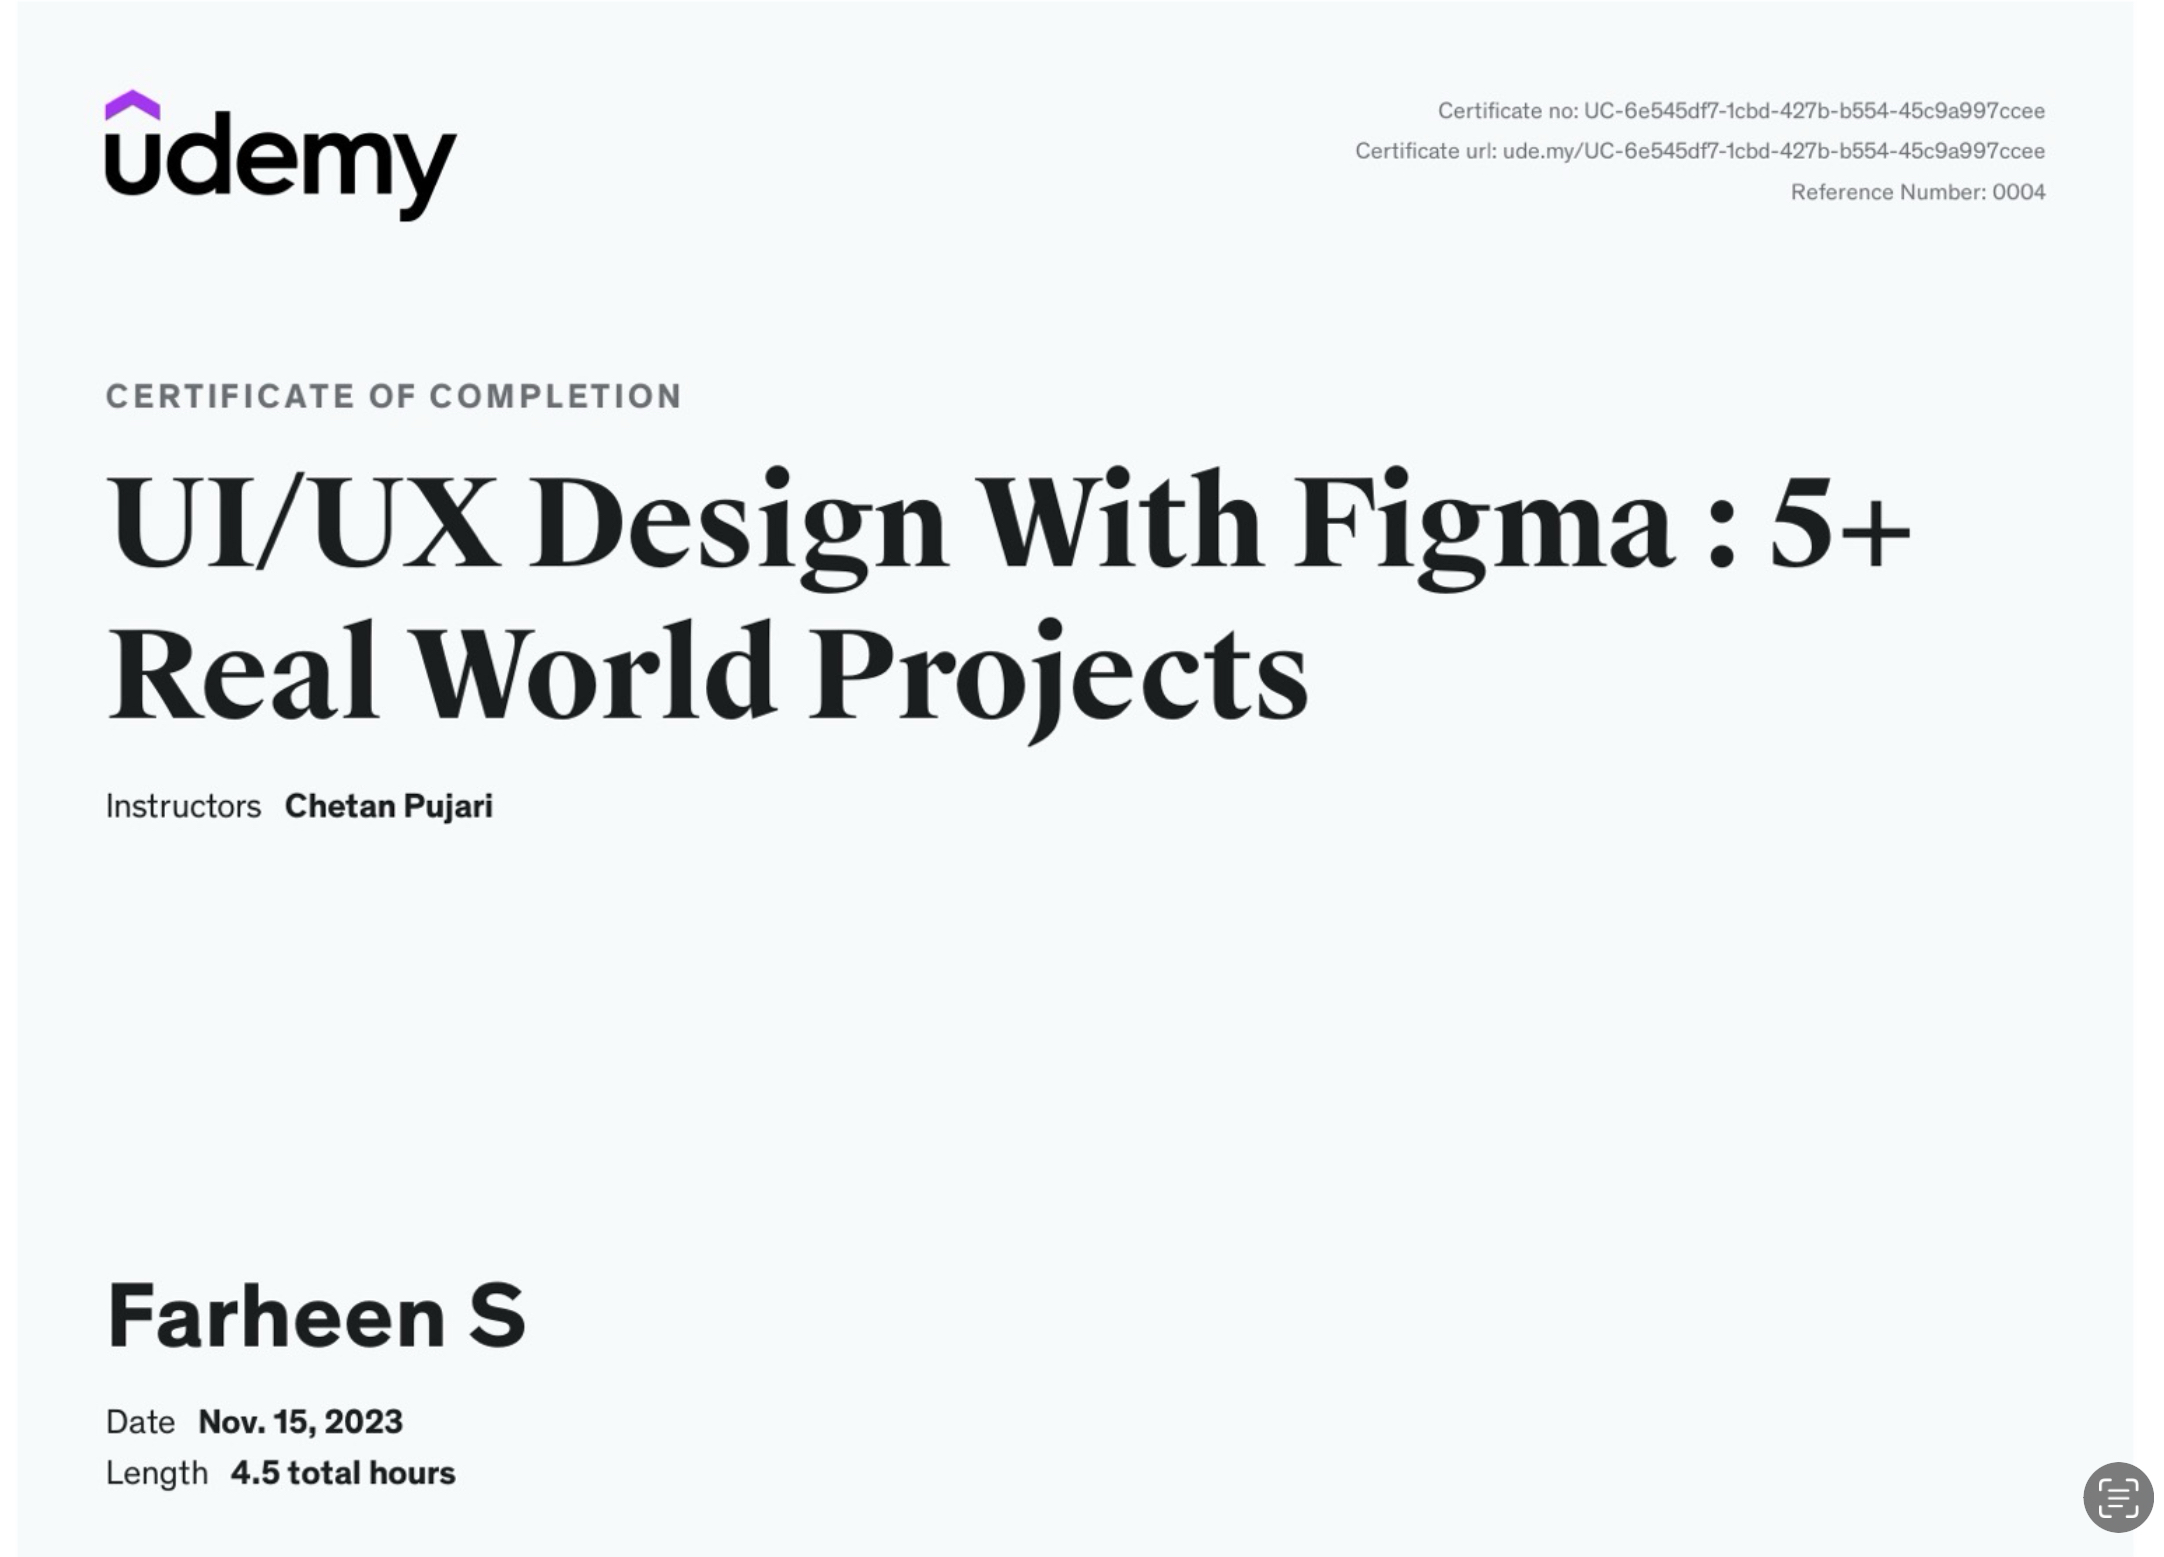 udemy
Certificate no: UC-6e545df7-1cbd-427b-b554-45c9a997ccee
Certificate url: ude.my/UC-6e545df7-1cbd-427b-b554-45c9a997ccee
Reference Number: 0004
CERTIFICATE OF COMPLETION
UI/UX Design With Figma : 5+
Real World Projects
Instructors Chetan Pujari
Farheen S
Date Nov. 15, 2023
Length 4.5 total hours